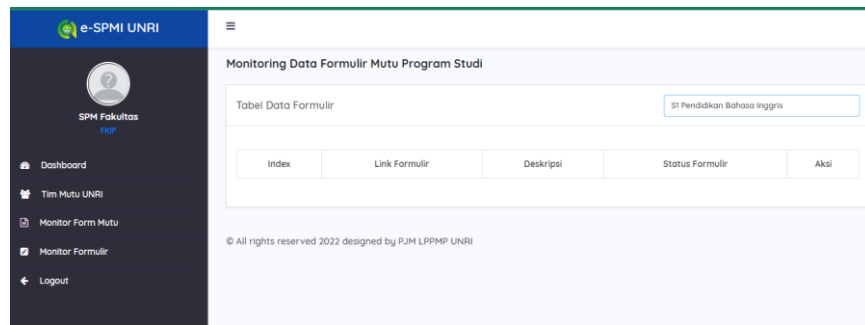 e-SPMI UNRI
SPM Fakultas
FKIP
Dashboard
Tim Mutu UNRI
Monitor Form Mutu
Monitor Formulir
Logout
Monitoring Data Formulir Mutu Program Studi
Tabel Data Formulir
S1 Pendidikan Bahasa Inggris
Index Link Formulir Deskripsi Status Formulir Aksi
© All rights reserved 2022 designed by PJM LPPMP UNRI